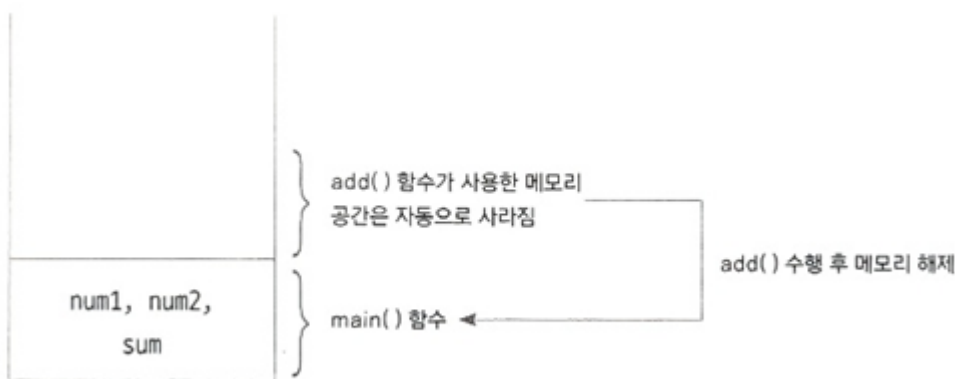 add( ) 함수가 사용한 메모리
공간은 자동으로 사라짐
add( ) 수행 후 메모리 해제
num1, num2,
sum
main( ) 함수